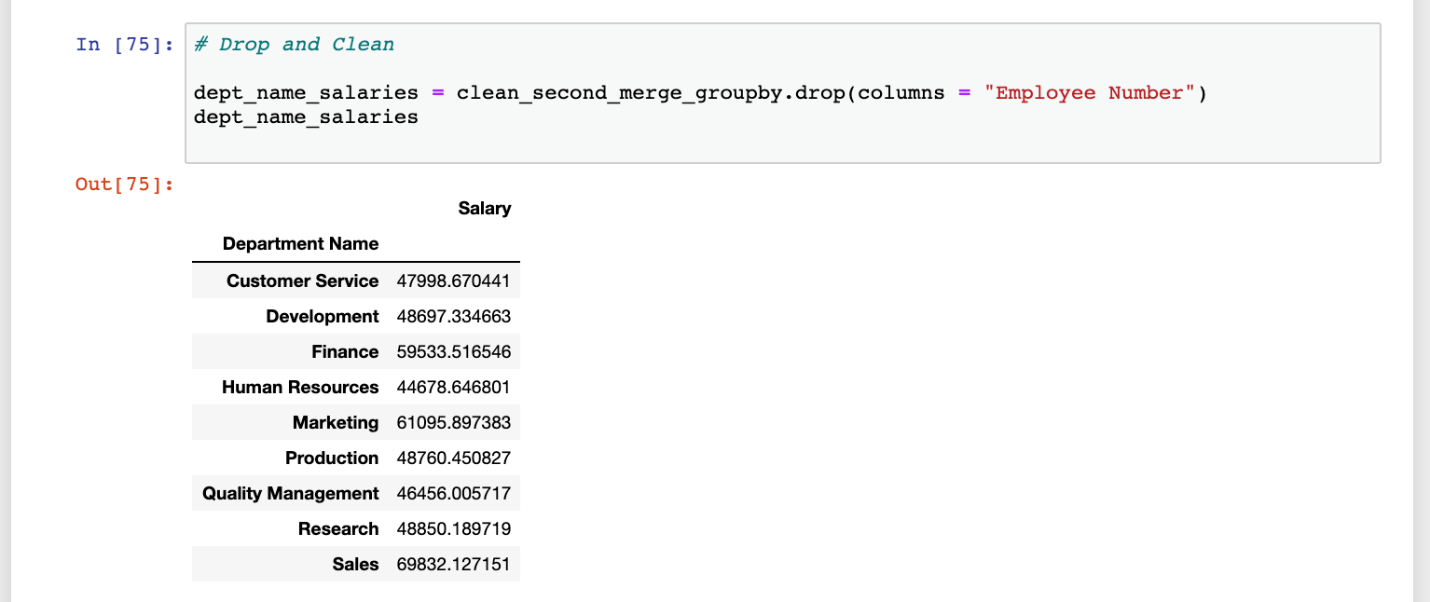 In [75]: # Drop and Clean
dept_name_salaries = clean_second_merge_groupby.drop(columns = "Employee Number")
dept_name_salaries
Out[75]:
Salary
Department Name
Customer Service 47998.670441
Development 48697.334663
Finance 59533.516546
Human Resources 44678.646801
Marketing 61095.897383
Production 48760.450827
Quality Management 46456.005717
Research 48850.189719
Sales 69832.127151